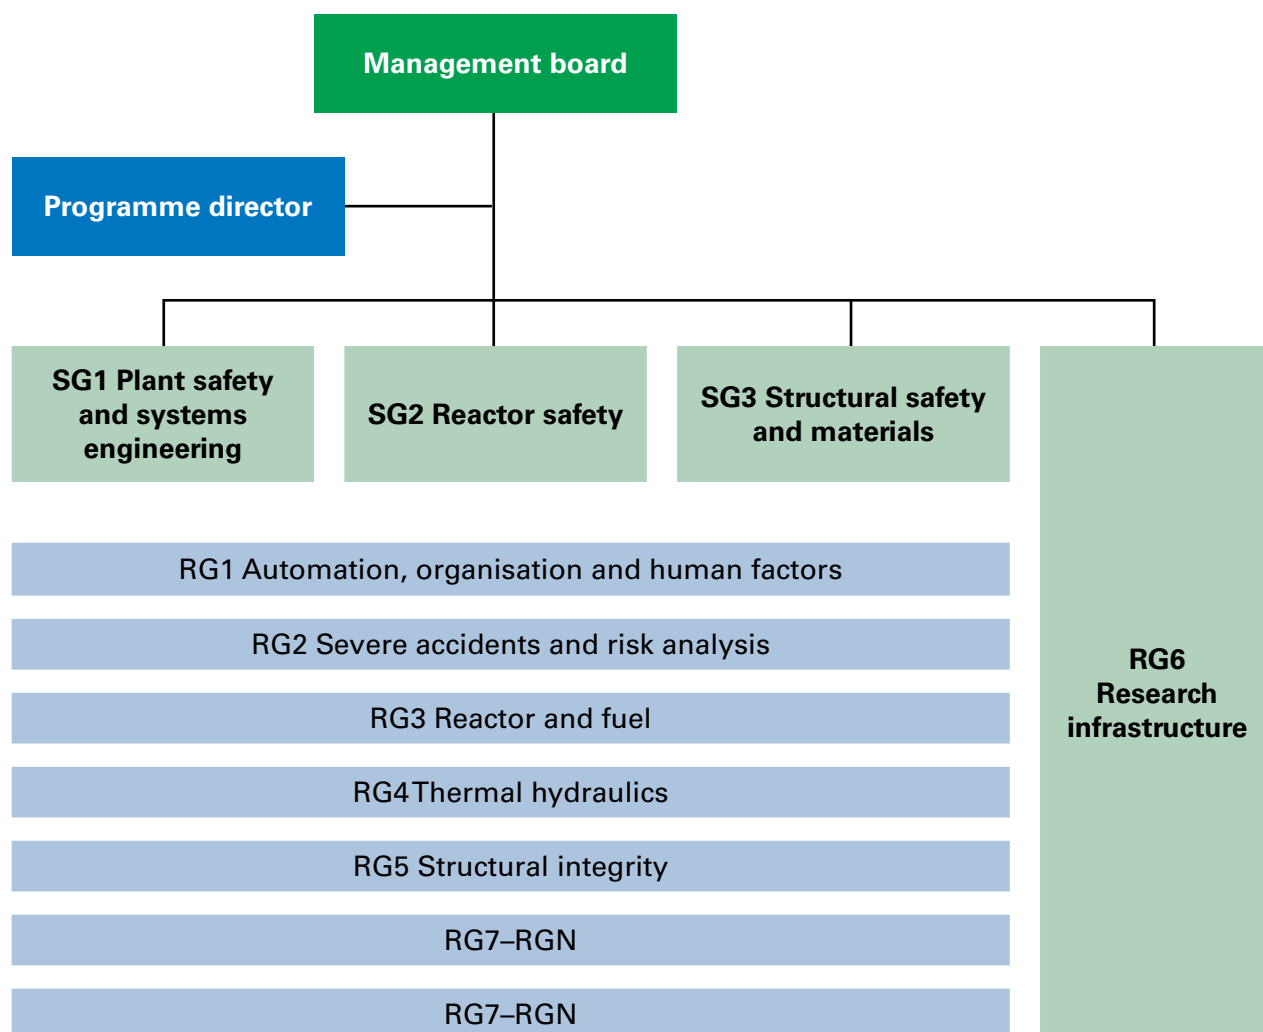 Management board
Programme director
SG1 Plant safety
and systems
engineering
SG2 Reactor safety
SG3 Structural safety
and materials
RG1 Automation, organisation and human factors
RG2 Severe accidents and risk analysis
RG3 Reactor and fuel
RG4 Thermal hydraulics
RG5 Structural integrity
RG7–RGN
RG7–RGN
RG6
Research
infrastructure